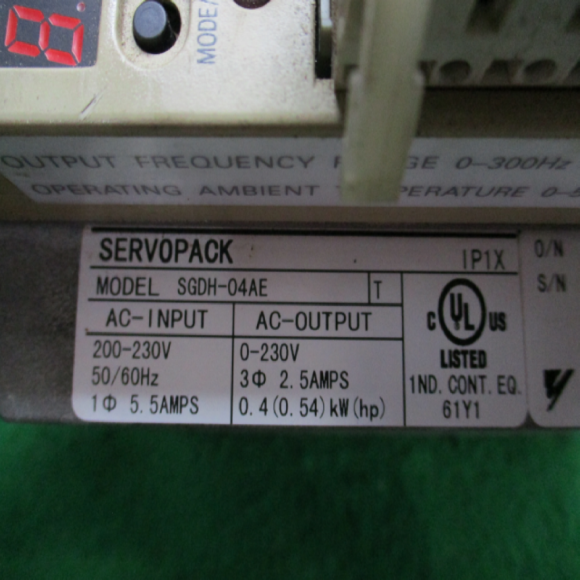 8
MODE/
OUTPUT FREQUENCY 0-300Hz
OPERATING AMBIENT
SERVOPACK IP1X
MODEL SGDH-04AE T
AC-INPUT AC-OUTPUT
200-230V 0-230V
50/60Hz 3Φ 2.5AMPS
1Φ 5.5AMPS 0.4(0.54)kW(hp)
C UL US
LISTED
IND. CONT. EQ.
61Y1
O/N
S/N